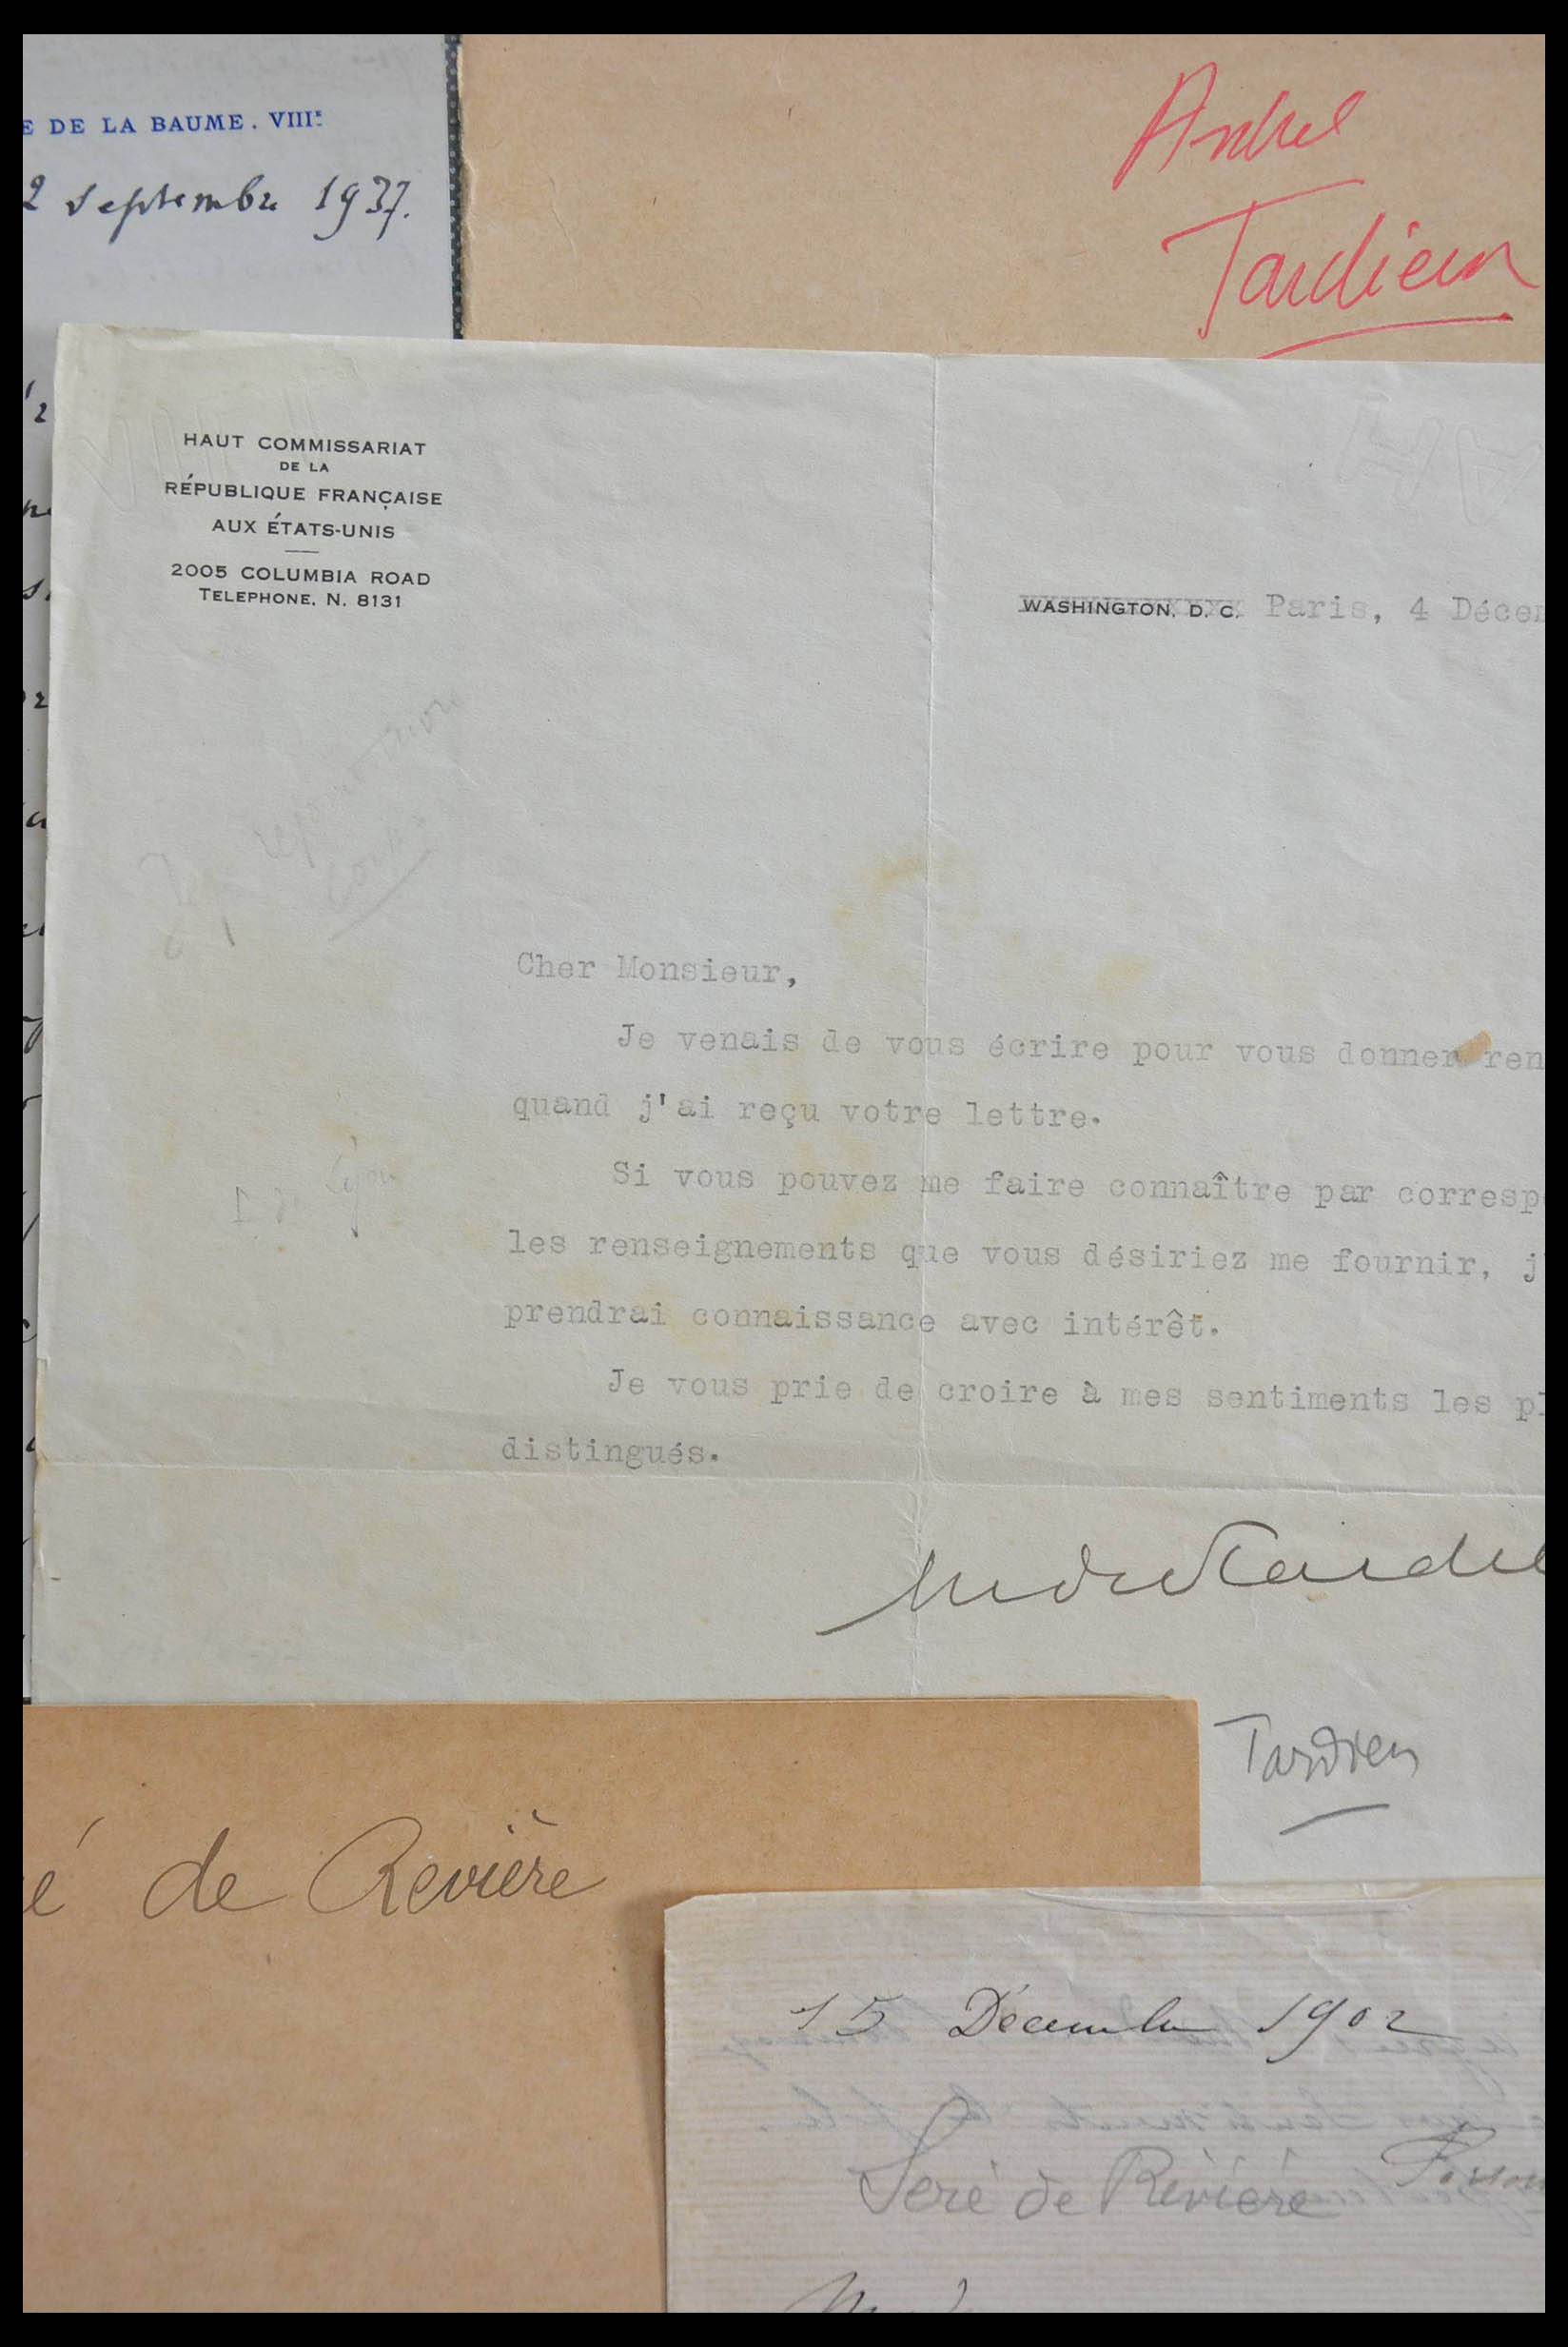 E DE LA BAUME. VIIIᵉ
2 septembre 1937.
André
Tardieu
HAUT COMMISSARIAT
DE LA
RÉPUBLIQUE FRANÇAISE
AUX ÉTATS-UNIS
2005 COLUMBIA ROAD
TELEPHONE, N. 8131
WASHINGTON, D. C. Paris, 4 Décem
Cher Monsieur,
Je venais de vous écrire pour vous donner ren
quand j'ai reçu votre lettre.
Si vous pouvez me faire connaître par corresp
les renseignements que vous désiriez me fournir, j'
prendrai connaissance avec intérêt.
Je vous prie de croire à mes sentiments les pl
distingués.
André Tardie
Tardieu
é de Revière
15 Décembre 1902
Seré de Rivière